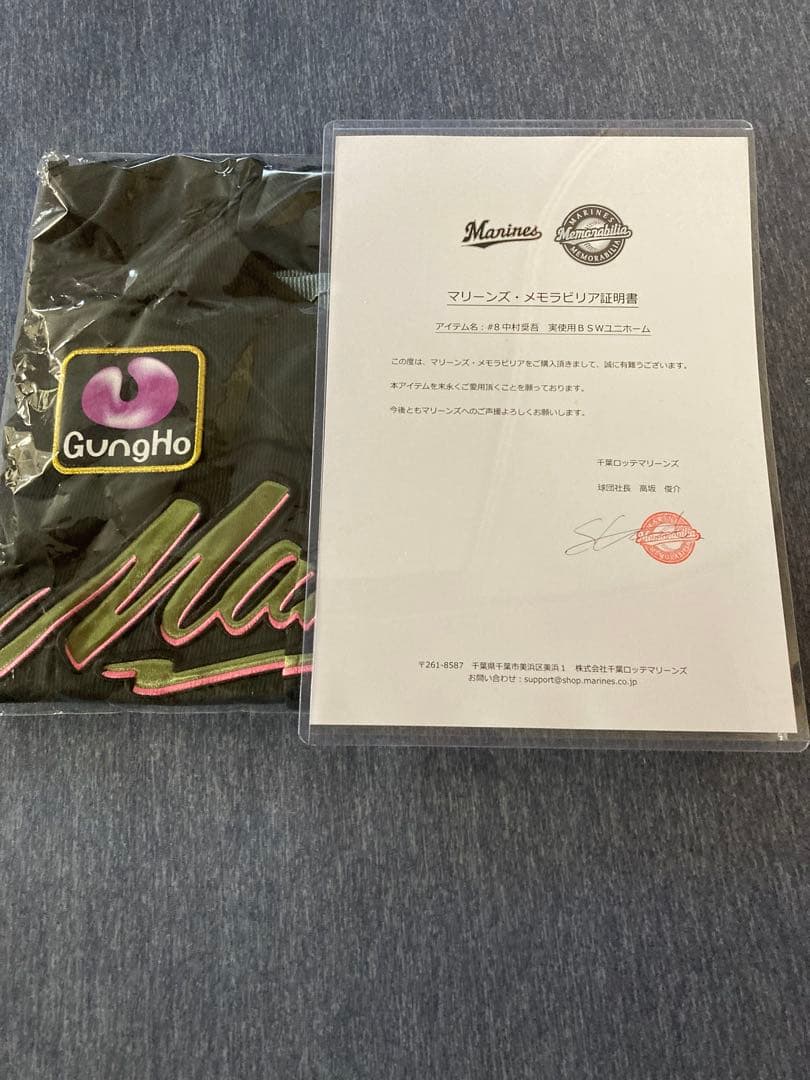 GungHo
Ma
Marines
MARINES
Memorabilia
MEMORABILIA
マリーンズ・メモラビリア証明書
アイテム名：#8 中村奨吾　実使用ＢＳＷユニホーム
この度は、マリーンズ・メモラビリアをご購入頂きまして、誠に有難うございます。
本アイテムを末永くご愛用頂くことを願っております。
今後ともマリーンズへのご声援よろしくお願いします。
千葉ロッテマリーンズ
球団社長　高坂　俊介
MARINES
Memorabilia
MEMORABILIA
〒261-8587　千葉県千葉市美浜区美浜１　株式会社千葉ロッテマリーンズ
お問い合わせ：support@shop.marines.co.jp